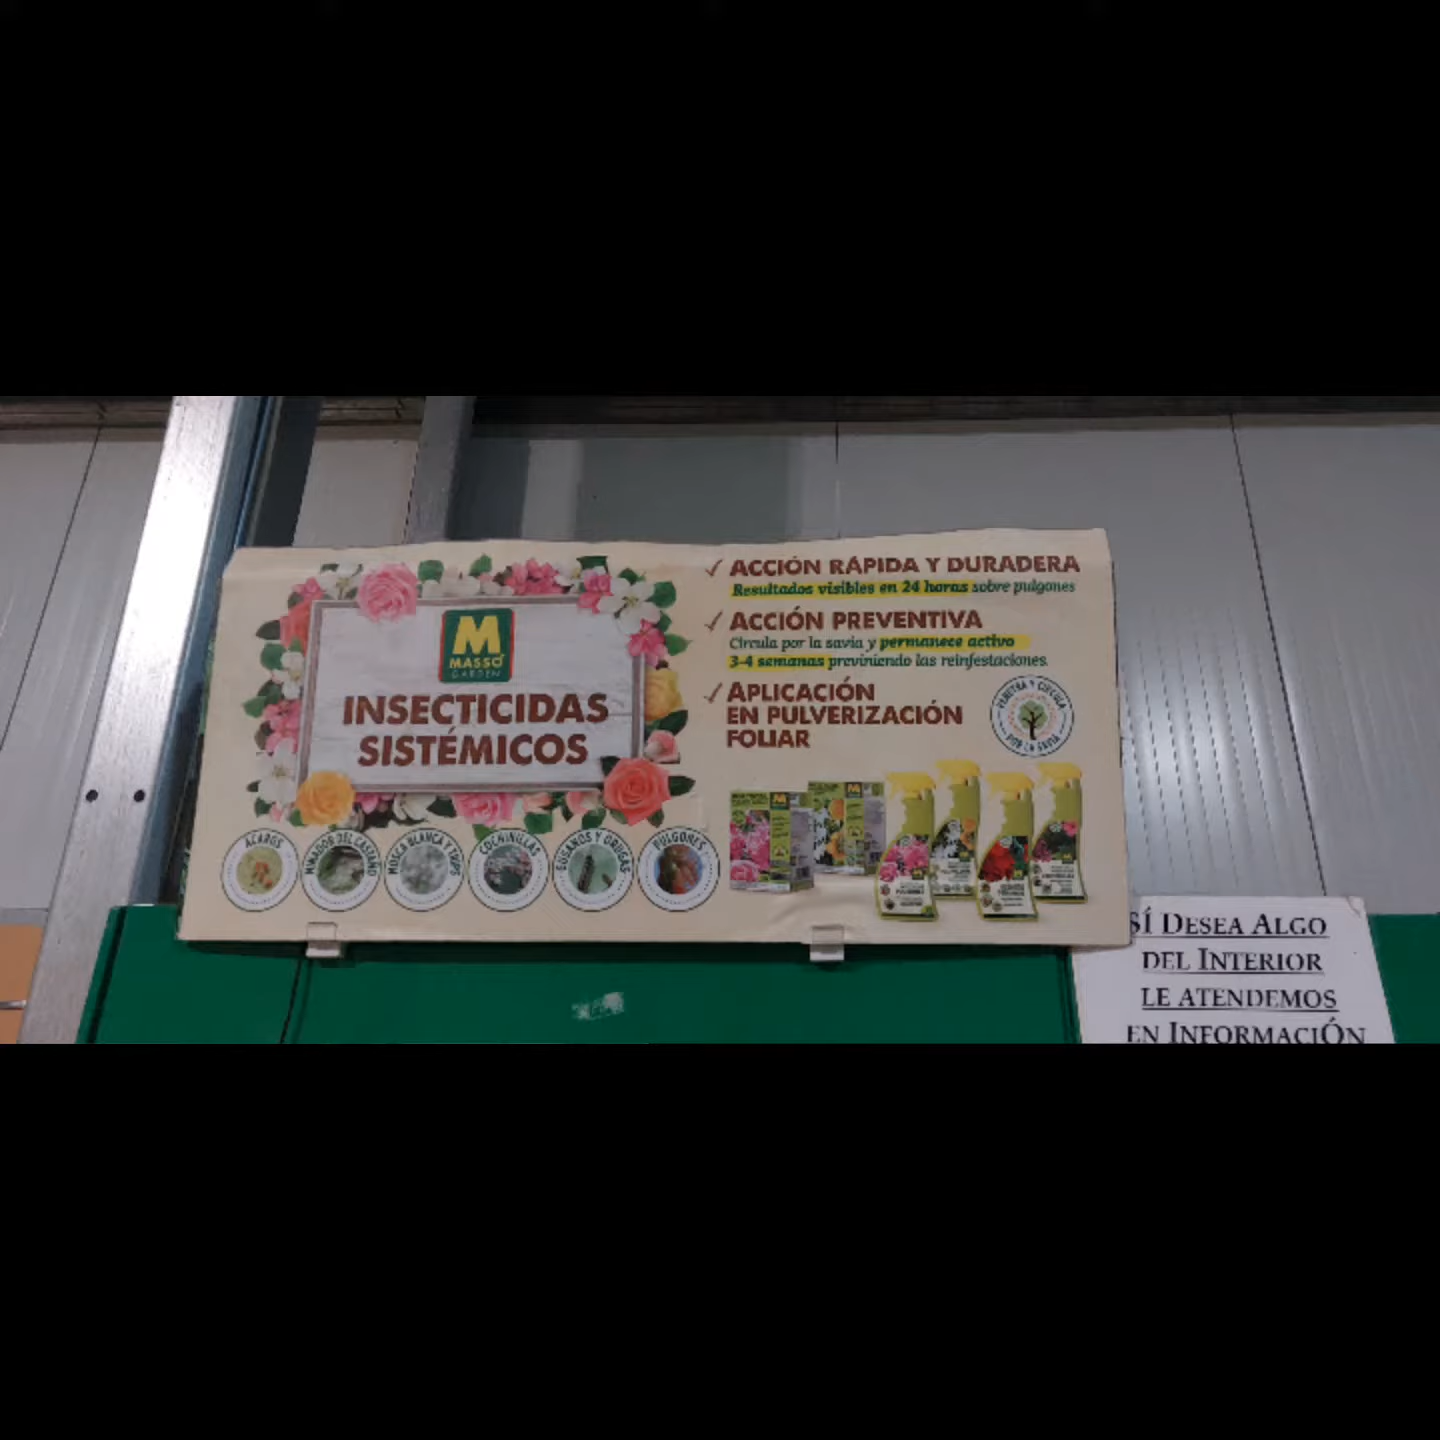 MASSÓ
GARDEN
INSECTICIDAS
SISTÉMICOS
ÁCAROS
MINADOR DEL CASTAÑO
MOSCA BLANCA Y TRIPS
COCHINILLAS
GUSANOS Y ORUGAS
PULGONES
✓ ACCIÓN RÁPIDA Y DURADERA
Resultados visibles en 24 horas sobre pulgones
✓ ACCIÓN PREVENTIVA
Circula por la savia y permanece activo
3-4 semanas previniendo las reinfestaciones.
✓ APLICACIÓN
EN PULVERIZACIÓN
FOLIAR
PENETRA Y CIRCULA
POR LA SAVIA
SÍ DESEA ALGO
DEL INTERIOR
LE ATENDEMOS
EN INFORMACIÓN